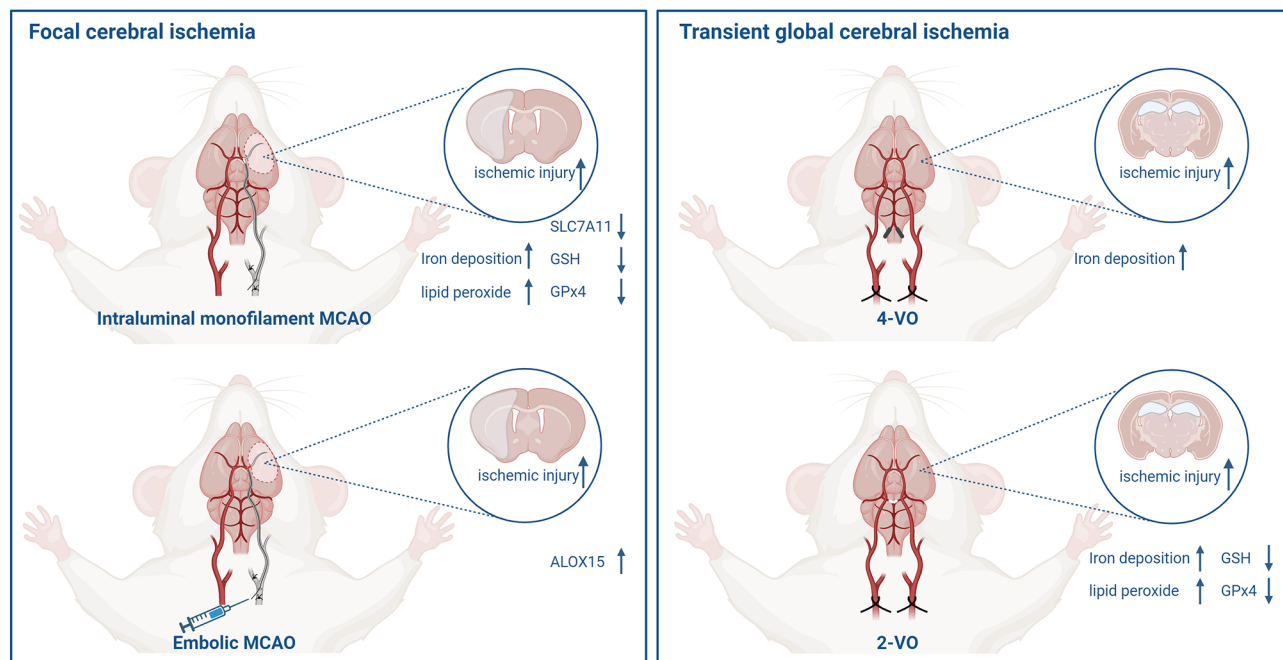 Focal cerebral ischemia
ischemic injury
SLC7A11
Iron deposition GSH
lipid peroxide GPx4
Intraluminal monofilament MCAO
ischemic injury
ALOX15
Embolic MCAO
Transient global cerebral ischemia
ischemic injury
Iron deposition
4-VO
ischemic injury
Iron deposition GSH
lipid peroxide GPx4
2-VO